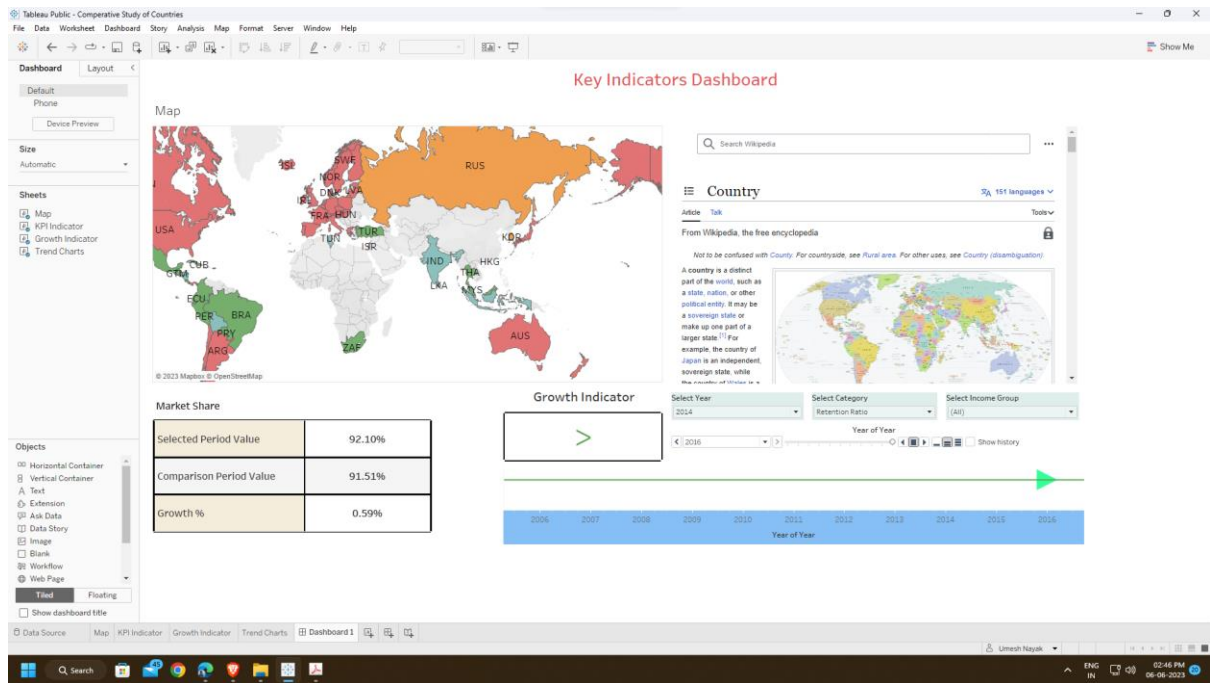 Tableau Public - Comperative Study of Countries
File Data Worksheet Dashboard Story Analysis Map Format Server Window Help
Show Me
Dashboard Layout
Default
Phone
Device Preview
Size
Automatic
Sheets
Map
KPI Indicator
Growth Indicator
Trend Charts
Objects
Horizontal Container
Vertical Container
A Text
Extension
Ask Data
Data Story
Image
Blank
Workflow
Web Page
Tiled Floating
Show dashboard title
Key Indicators Dashboard
Map
ISL
SWE
NOR
RUS
DNK LVA
IRL
FRA HUN
USA
TUN
TUR
ISR
KOR
IND
HKG
CUB
GTM
THA
LKA
MYS
ECU
PER
BRA
PRY
ARG
ZAF
AUS
© 2023 Mapbox © OpenStreetMap
Search Wikipedia
Country
151 languages
Article Talk
Tools
From Wikipedia, the free encyclopedia
Not to be confused with County. For countryside, see Rural area. For other uses, see Country (disambiguation).
A country is a distinct
part of the world, such as
a state, nation, or other
political entity. It may be
a sovereign state or
make up one part of a
larger state.[1] For
example, the country of
Japan is an independent,
sovereign state, while
the country of Wales is a
Market Share
Selected Period Value 92.10%
Comparison Period Value 91.51%
Growth % 0.59%
Growth Indicator
>
Select Year
2014
Select Category
Retention Ratio
Select Income Group
(All)
Year of Year
2016
Show history
2006 2007 2008 2009 2010 2011 2012 2013 2014 2015 2016
Year of Year
Data Source Map KPI Indicator Growth Indicator Trend Charts Dashboard 1
Umesh Nayak
Search
45
ENG
IN
02:46 PM
06-06-2023
20